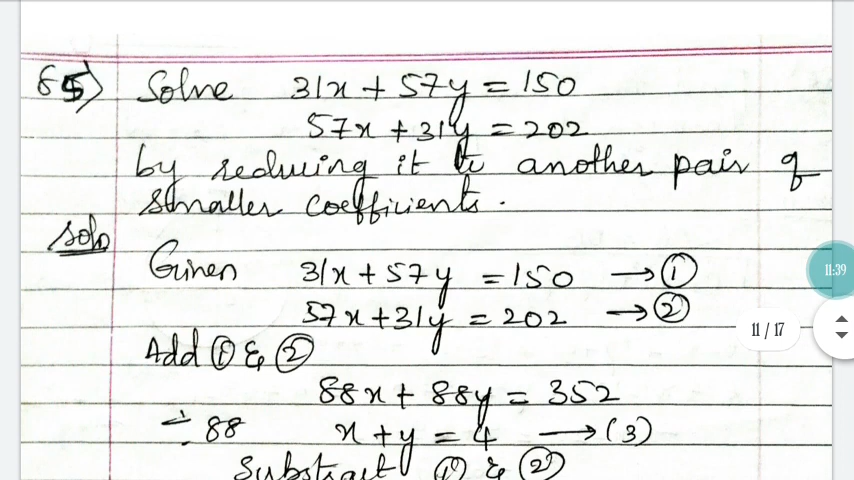 65) Solve 31x + 57y = 150
57x + 31y = 202
by reducing it to another pair of
smaller coefficients.
Soln
Given 31x + 57y = 150 → ①
57x + 31y = 202 → ②
Add ① & ②
88x + 88y = 352
÷ 88 x + y = 4 → (3)
Substract ① & ②
11:39
11 / 17